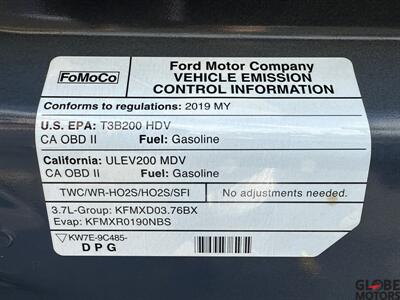 FoMoCo
Ford Motor Company
VEHICLE EMISSION
CONTROL INFORMATION
Conforms to regulations: 2019 MY
U.S. EPA: T3B200 HDV
CA OBD II Fuel: Gasoline
California: ULEV200 MDV
CA OBD II Fuel: Gasoline
TWC/WR-HO2S/HO2S/SFI No adjustments needed.
3.7L-Group: KFMXD03.76BX
Evap: KFMXR0190NBS
KW7E-9C485-
DPG
GLOBE
MOTORS